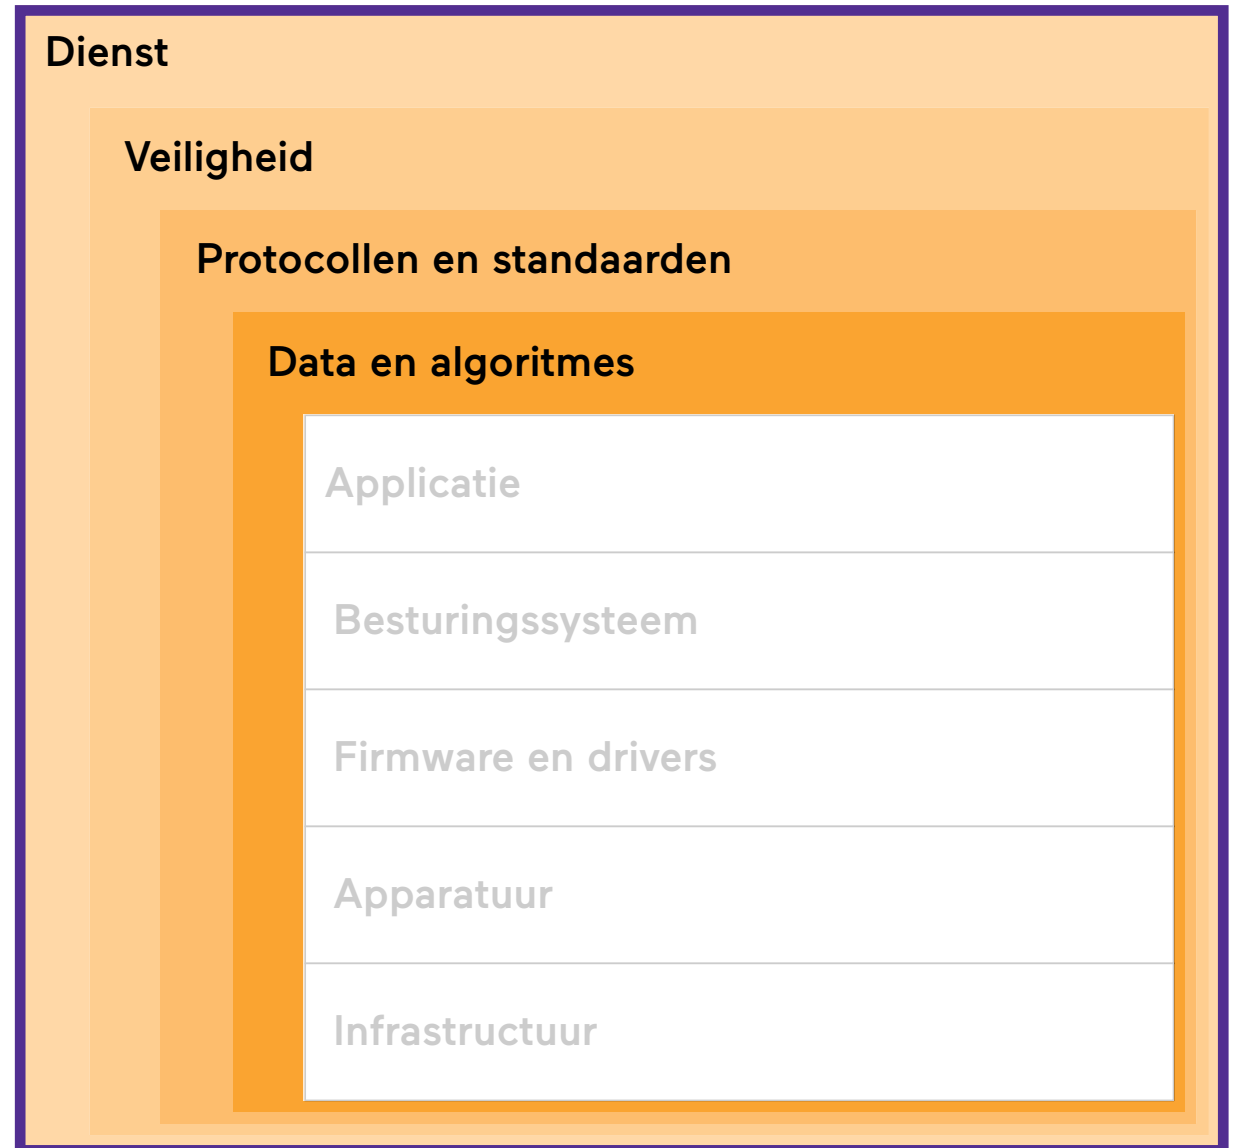 Dienst
Veiligheid
Protocollen en standaarden
Data en algoritmes
Applicatie
Besturingssysteem
Firmware en drivers
Apparatuur
Infrastructuur